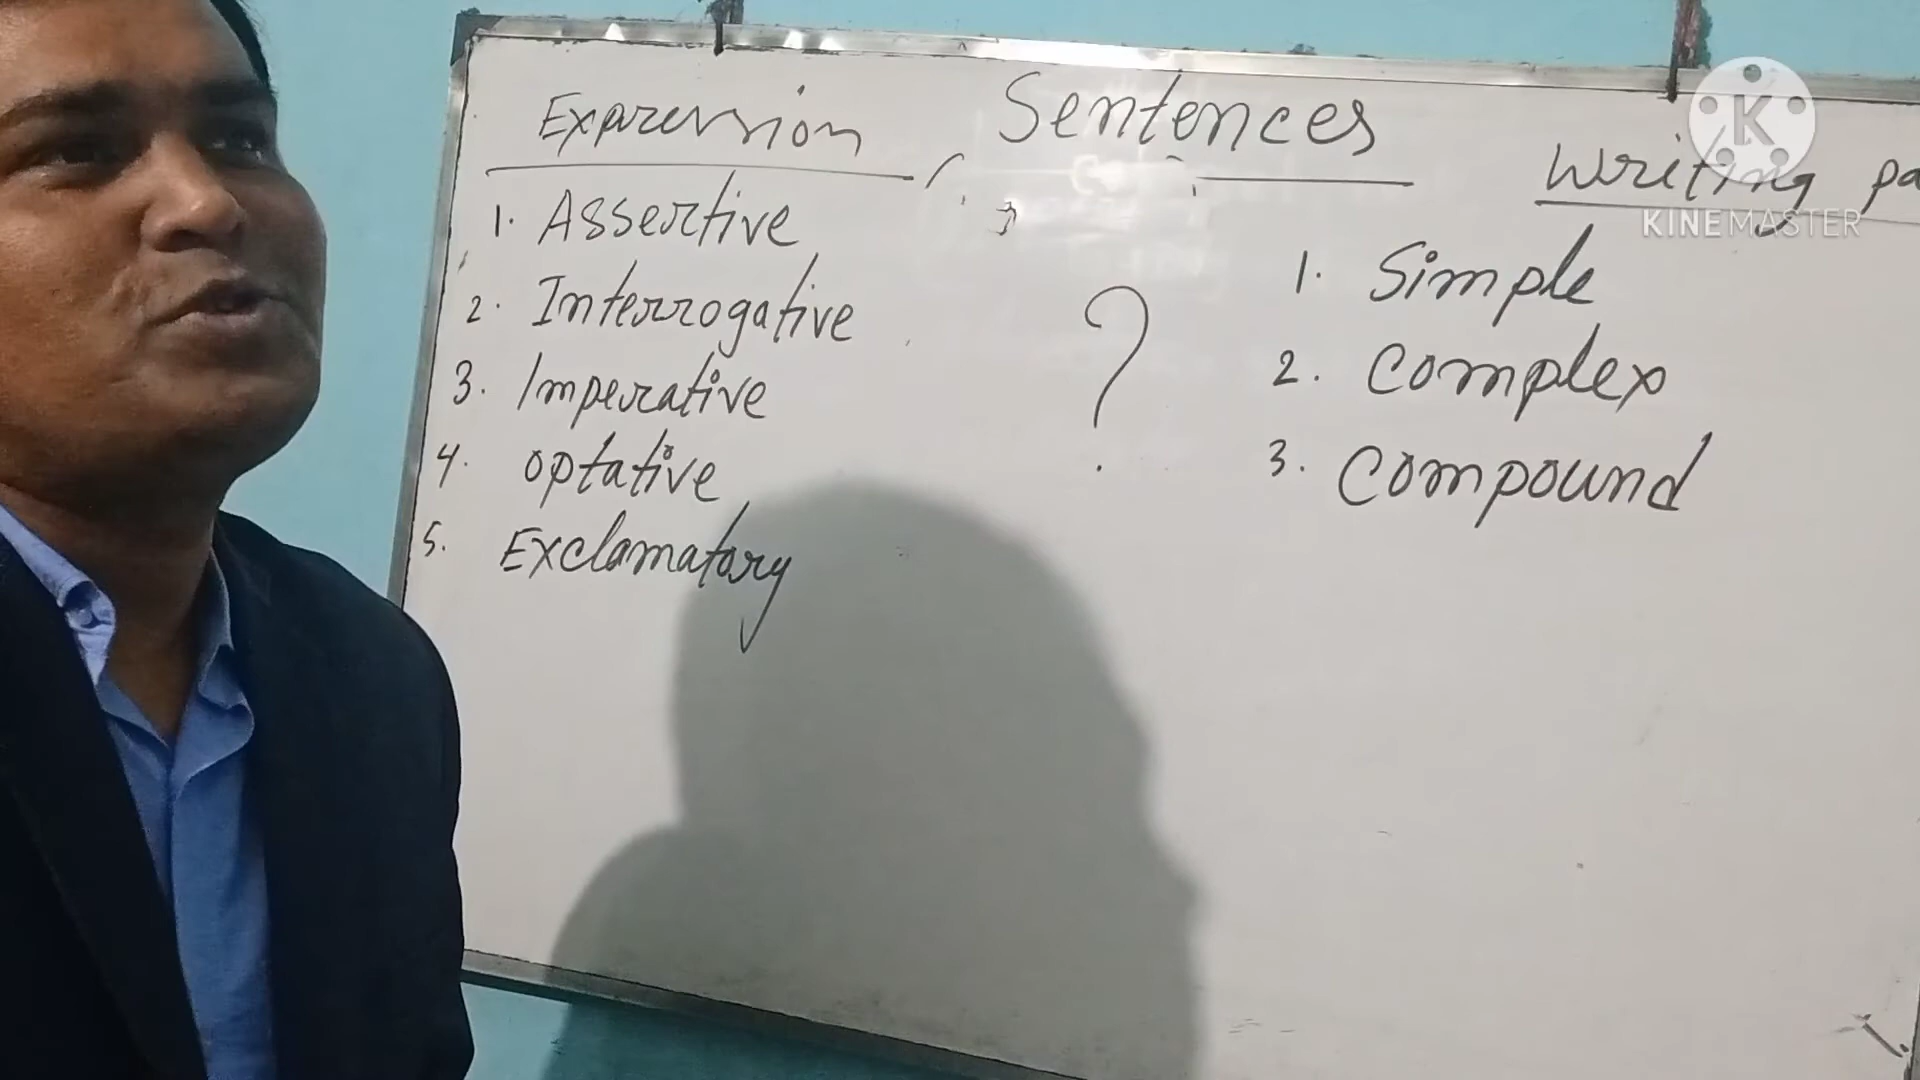 Sentences
Expression
1. Assertive
2. Interrogative
3. Imperative
4. optative
5. Exclamatory
?
Writing pa
1. Simple
2. Complex
3. Compound
K
KINEMASTER